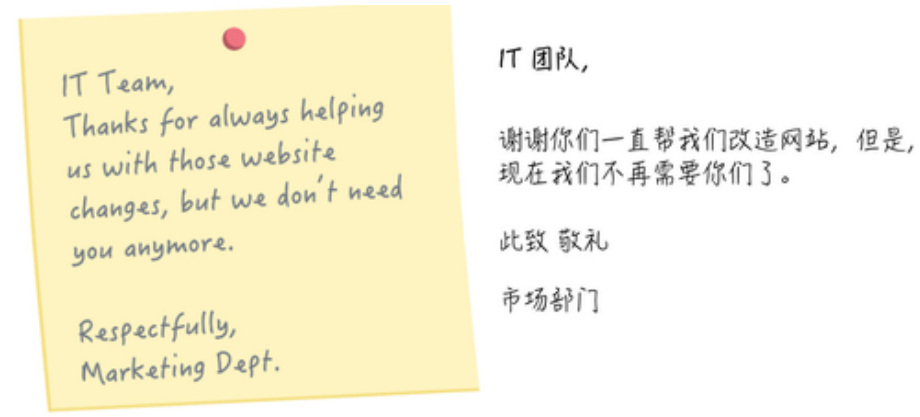 IT Team,
Thanks for always helping
us with those website
changes, but we don't need
you anymore.
Respectfully,
Marketing Dept.
IT 团队,
谢谢你们一直帮我们改造网站, 但是,
现在我们不再需要你们了。
此致 敬礼
市场部门